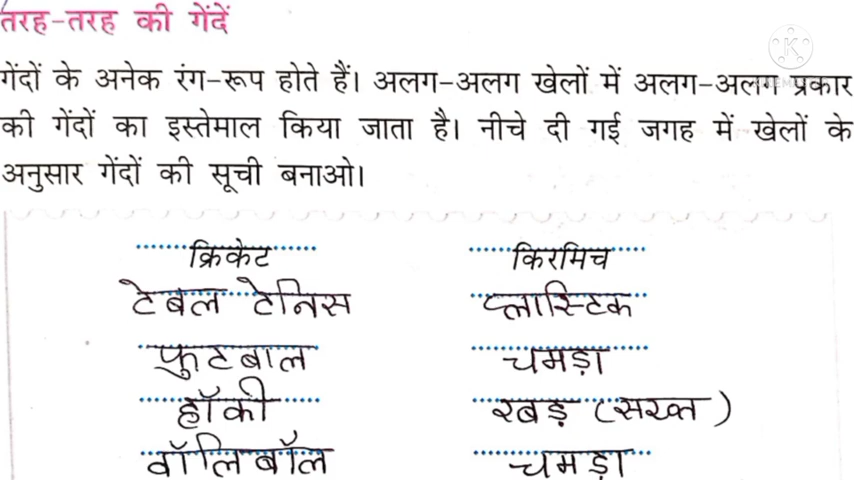 तरह-तरह की गेंदें
गेंदों के अनेक रंग-रूप होते हैं। अलग-अलग खेलों में अलग-अलग प्रकार
की गेंदों का इस्तेमाल किया जाता है। नीचे दी गई जगह में खेलों के
अनुसार गेंदों की सूची बनाओ।
क्रिकेट किरमिच
टेबल टेनिस प्लास्टिक
फुटबाल चमड़ा
हॉकी रबड़ (सख्त)
वॉलिबॉल चमड़ा